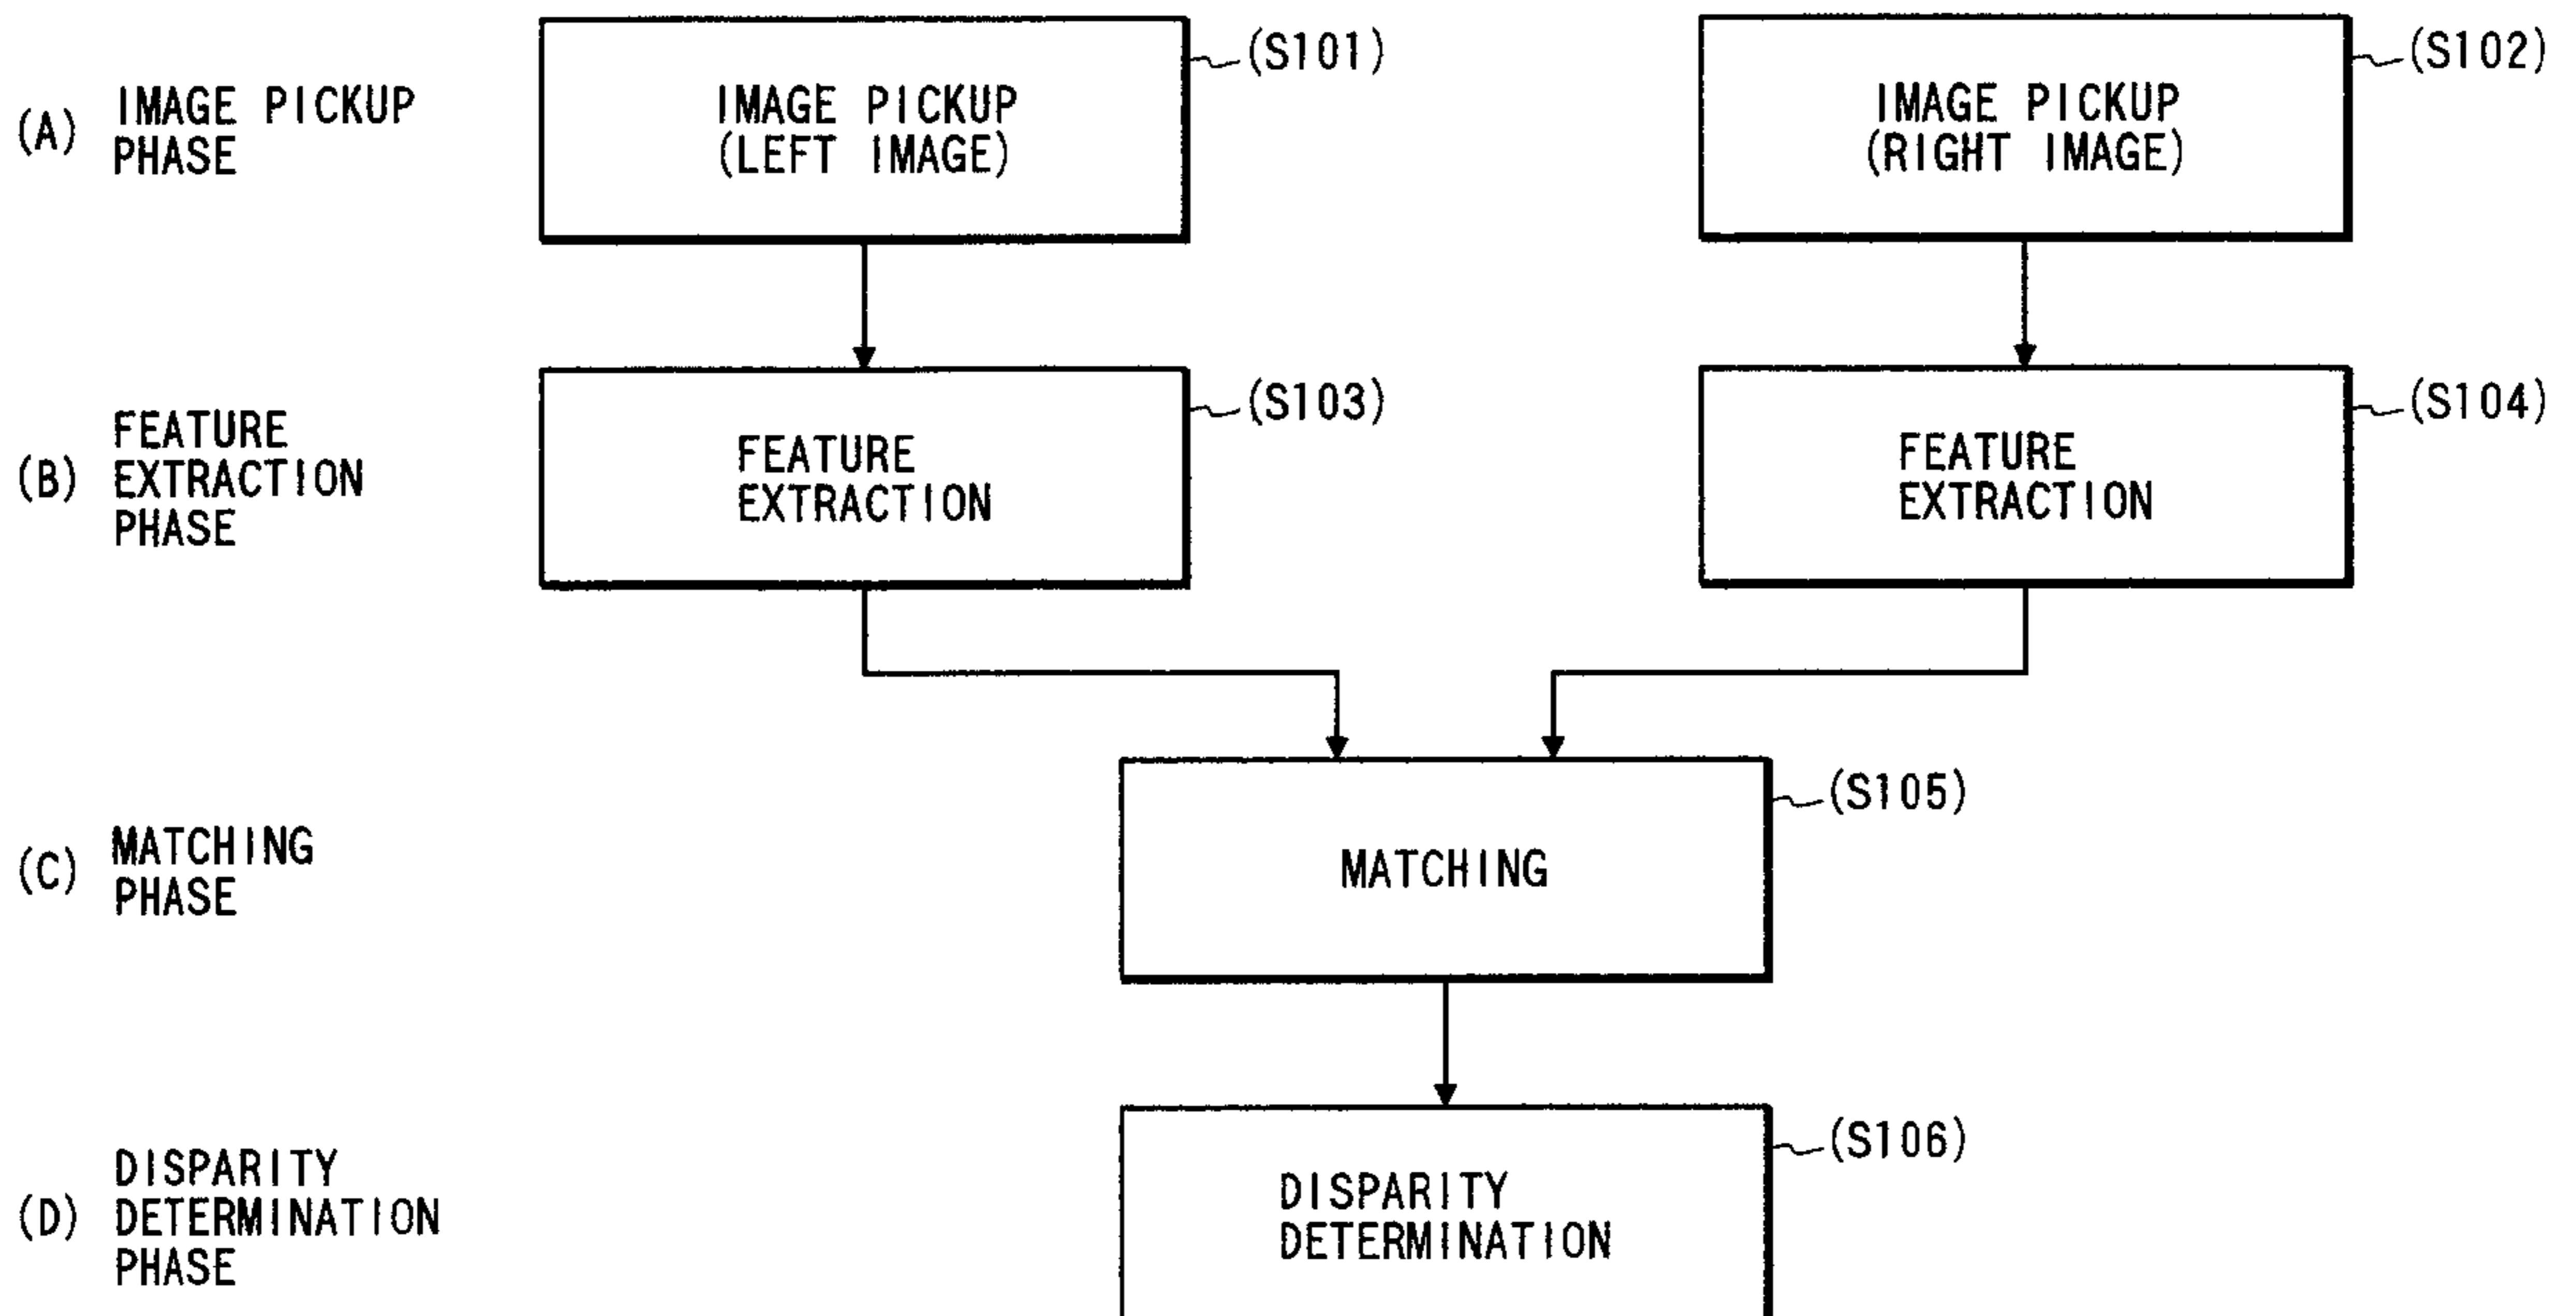 (A) IMAGE PICKUP
PHASE
IMAGE PICKUP
(LEFT IMAGE)
(S101)
IMAGE PICKUP
(RIGHT IMAGE)
(S102)
(B) FEATURE
EXTRACTION
PHASE
FEATURE
EXTRACTION
(S103)
FEATURE
EXTRACTION
(S104)
(C) MATCHING
PHASE
MATCHING
(S105)
(D) DISPARITY
DETERMINATION
PHASE
DISPARITY
DETERMINATION
(S106)